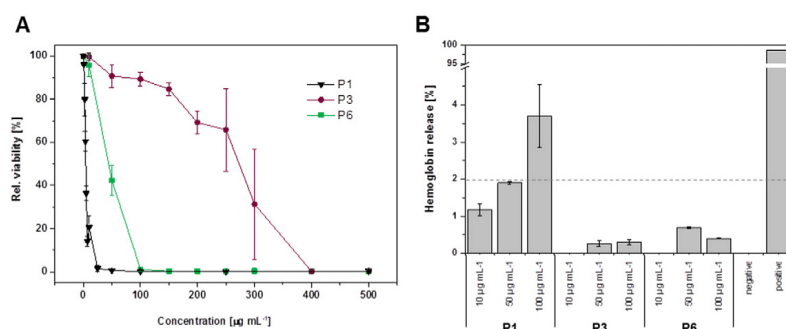 A
Rel. viability [%]
100
80
60
40
20
0
P1
P3
P6
0
100
200
300
400
500
Concentration [µg mL-1]
B
Hemoglobin release [%]
100
95
4
3
2
1
0
10 µg mL-1
50 µg mL-1
100 µg mL-1
10 µg mL-1
50 µg mL-1
100 µg mL-1
10 µg mL-1
50 µg mL-1
100 µg mL-1
negative
positive
P1
P3
P6